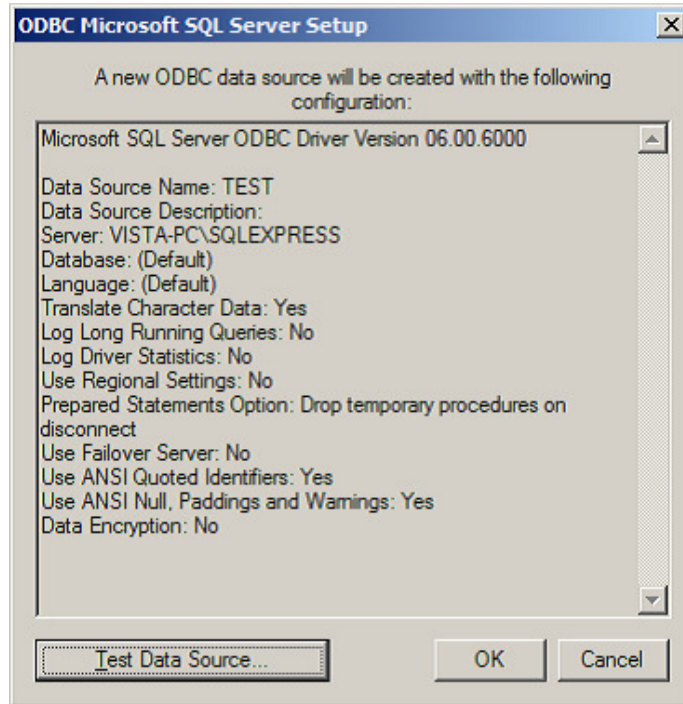 ODBC Microsoft SQL Server Setup
A new ODBC data source will be created with the following
configuration:
Microsoft SQL Server ODBC Driver Version 06.00.6000
Data Source Name: TEST
Data Source Description:
Server: VISTA-PC\SQLEXPRESS
Database: (Default)
Language: (Default)
Translate Character Data: Yes
Log Long Running Queries: No
Log Driver Statistics: No
Use Regional Settings: No
Prepared Statements Option: Drop temporary procedures on
disconnect
Use Failover Server: No
Use ANSI Quoted Identifiers: Yes
Use ANSI Null, Paddings and Warnings: Yes
Data Encryption: No
Test Data Source...
OK
Cancel